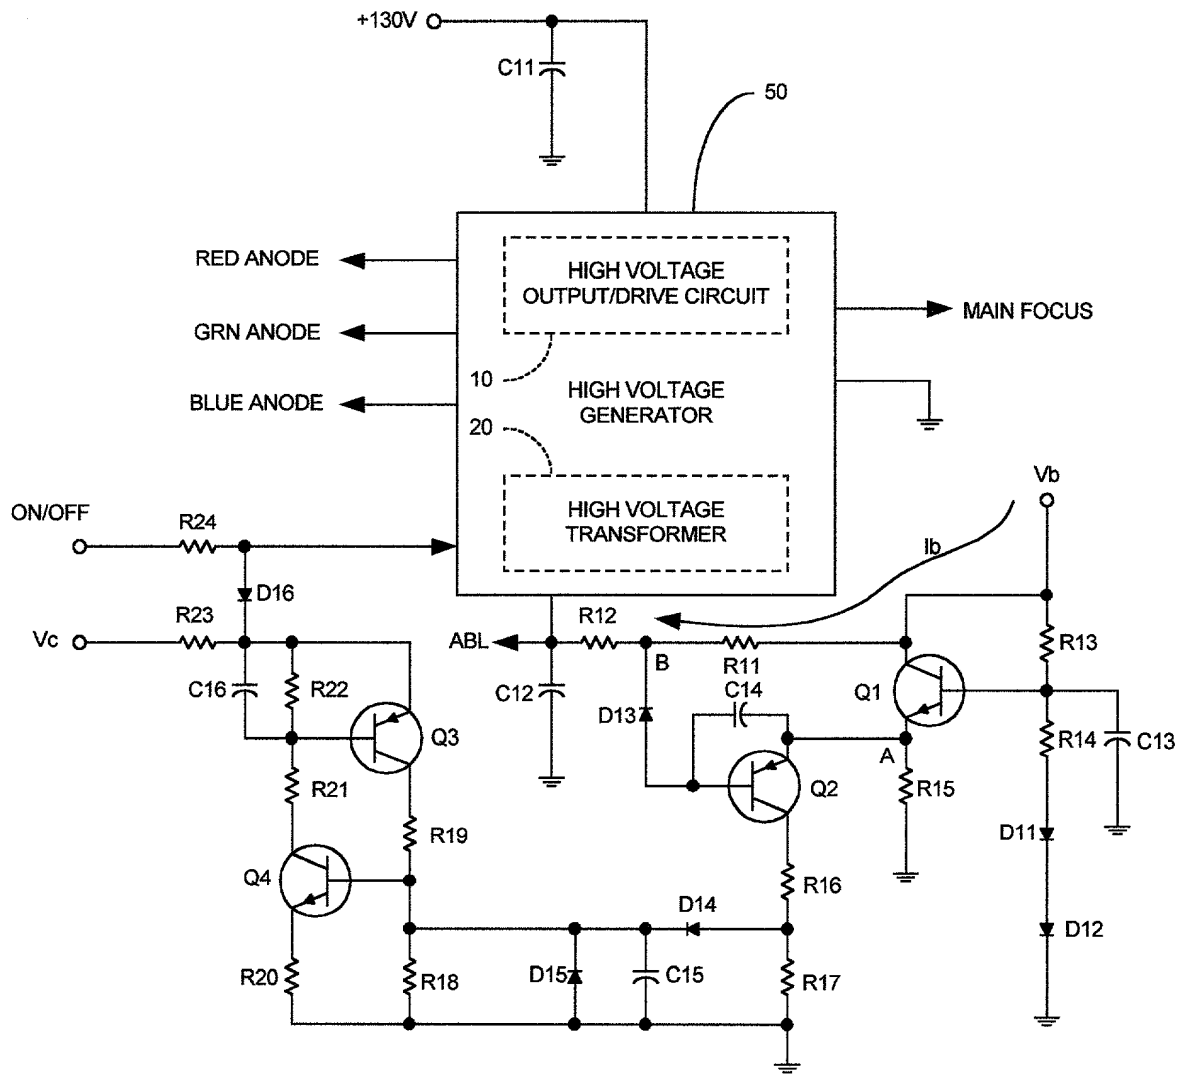 +130V
C11
50
RED ANODE
HIGH VOLTAGE
OUTPUT/DRIVE CIRCUIT
MAIN FOCUS
GRN ANODE
10
HIGH VOLTAGE
GENERATOR
BLUE ANODE
20
HIGH VOLTAGE
TRANSFORMER
Vb
ON/OFF
R24
Ib
D16
R23
R12
Vc
ABL
B
R11
R13
C16
R22
C12
D13
C14
Q1
Q3
A
R14
C13
R21
Q2
R15
R19
D11
Q4
R16
D14
D12
R20
R18
D15
C15
R17